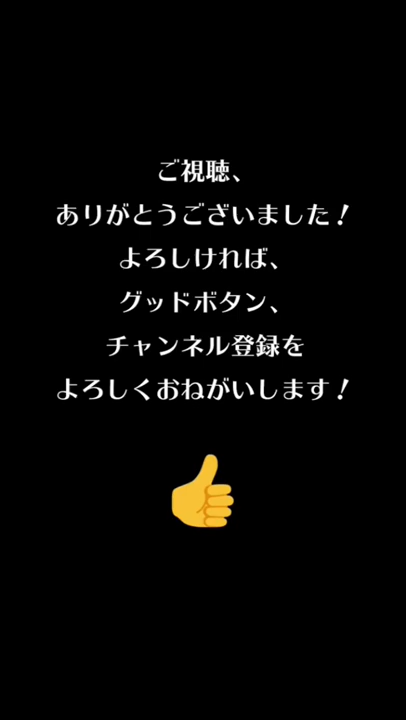 ご視聴、
ありがとうございました！
よろしければ、
グッドボタン、
チャンネル登録を
よろしくおねがいします！